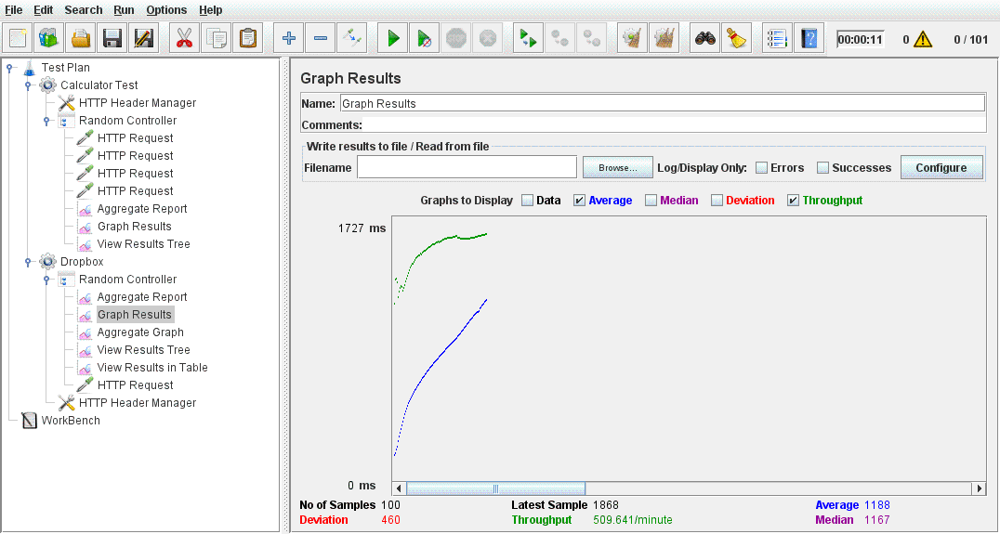 File Edit Search Run Options Help
00:00:11 0 0 / 101
Test Plan
Calculator Test
HTTP Header Manager
Random Controller
HTTP Request
HTTP Request
HTTP Request
HTTP Request
Aggregate Report
Graph Results
View Results Tree
Dropbox
Random Controller
Aggregate Report
Graph Results
Aggregate Graph
View Results Tree
View Results in Table
HTTP Request
HTTP Header Manager
WorkBench
Graph Results
Name: Graph Results
Comments:
Write results to file / Read from file
Filename Browse... Log/Display Only: Errors Successes Configure
Graphs to Display Data Average Median Deviation Throughput
1727 ms
0 ms
No of Samples 100 Latest Sample 1868 Average 1188
Deviation 460 Throughput 509.641/minute Median 1167